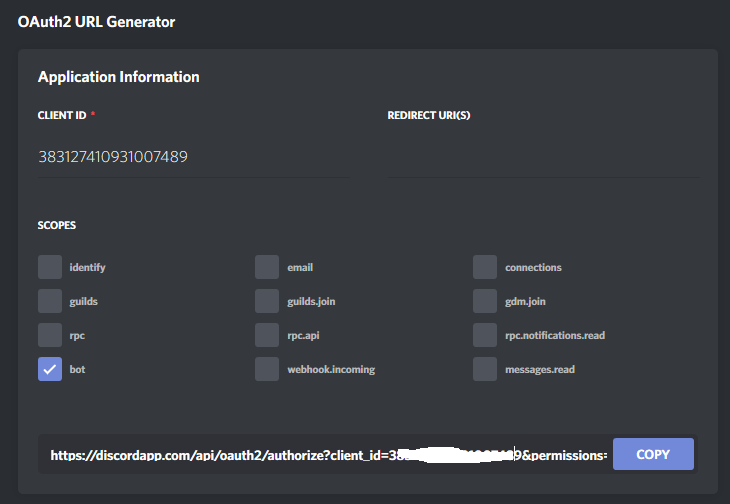 OAuth2 URL Generator
Application Information
CLIENT ID *
REDIRECT URI(S)
383127410931007489
SCOPES
identify
email
connections
guilds
guilds.join
gdm.join
rpc
rpc.api
rpc.notifications.read
bot
webhook.incoming
messages.read
https://discordapp.com/api/oauth2/authorize?client_id=38 9&permissions=
COPY